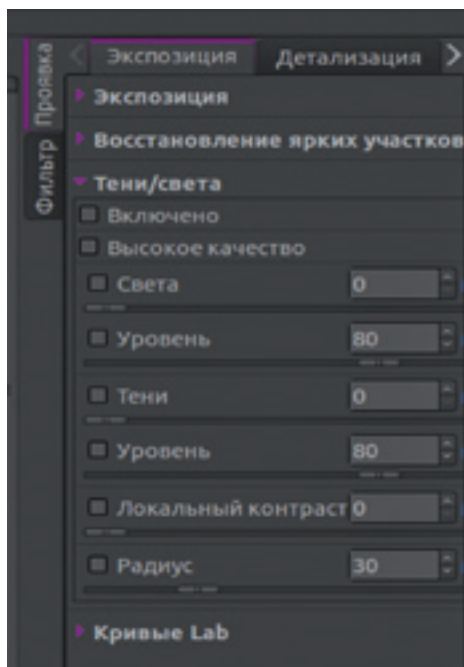 Проявка
Фильтр
Экспозиция Детализация
Экспозиция
Восстановление ярких участков
Тени/света
Включено
Высокое качество
Света 0
Уровень 80
Тени 0
Уровень 80
Локальный контраст 0
Радиус 30
Кривые Lab